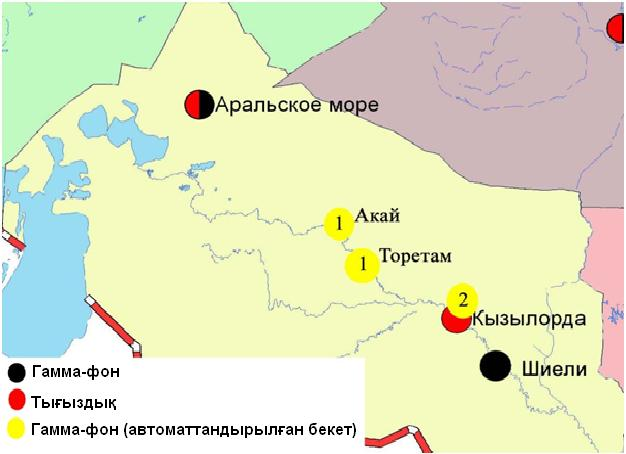 Аральское море
1 Акай
1 Торетам
2
Кызылорда
Шиели
Гамма-фон
Тығыздық
Гамма-фон (автоматтандырылған бекет)